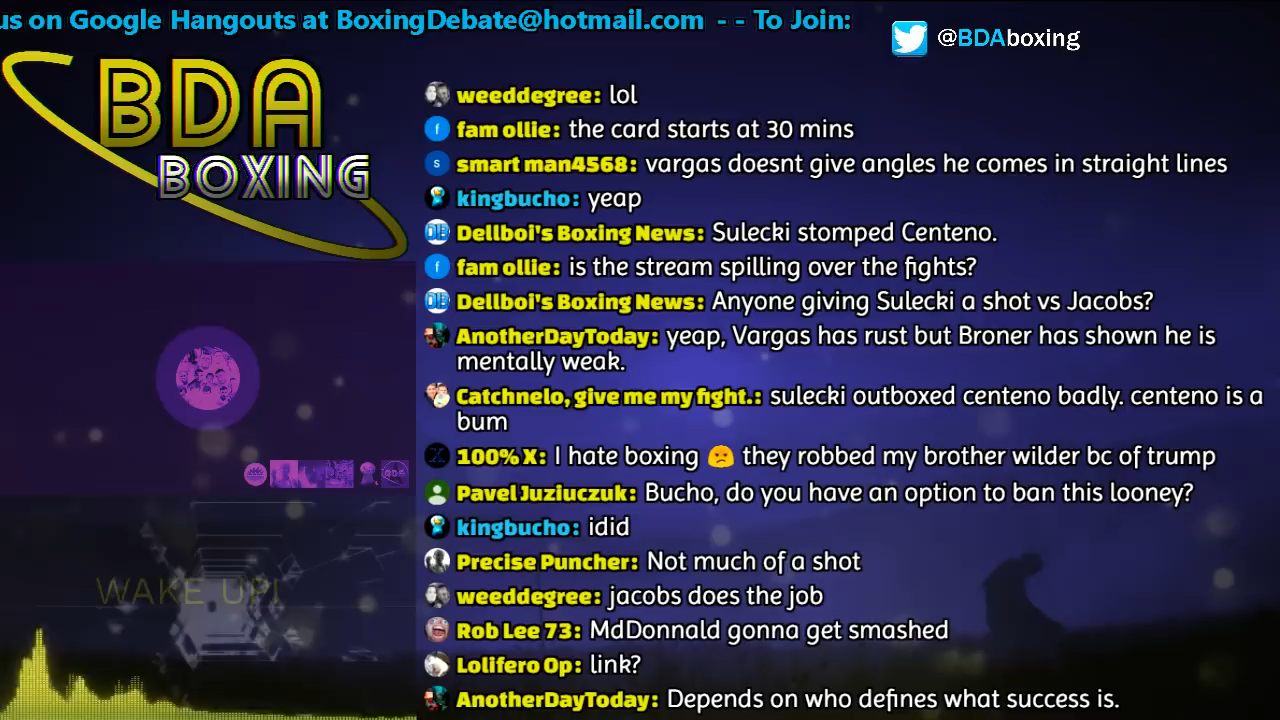 us on Google Hangouts at BoxingDebate@hotmail.com - - To Join:
@BDAboxing
BDA
BOXING
weeddegree: lol
fam ollie: the card starts at 30 mins
smart man4568: vargas doesnt give angles he comes in straight lines
kingbucho: yeap
Dellboi's Boxing News: Sulecki stomped Centeno.
fam ollie: is the stream spilling over the fights?
Dellboi's Boxing News: Anyone giving Sulecki a shot vs Jacobs?
AnotherDayToday: yeap, Vargas has rust but Broner has shown he is
mentally weak.
Catchnelo, give me my fight.: sulecki outboxed centeno badly. centeno is a
bum
100% X: I hate boxing 😞 they robbed my brother wilder bc of trump
Pavel Juziuczuk: Bucho, do you have an option to ban this looney?
kingbucho: idid
Precise Puncher: Not much of a shot
weeddegree: jacobs does the job
Rob Lee 73: MdDonnald gonna get smashed
Lolifero Op: link?
AnotherDayToday: Depends on who defines what success is.
WAKE UP!